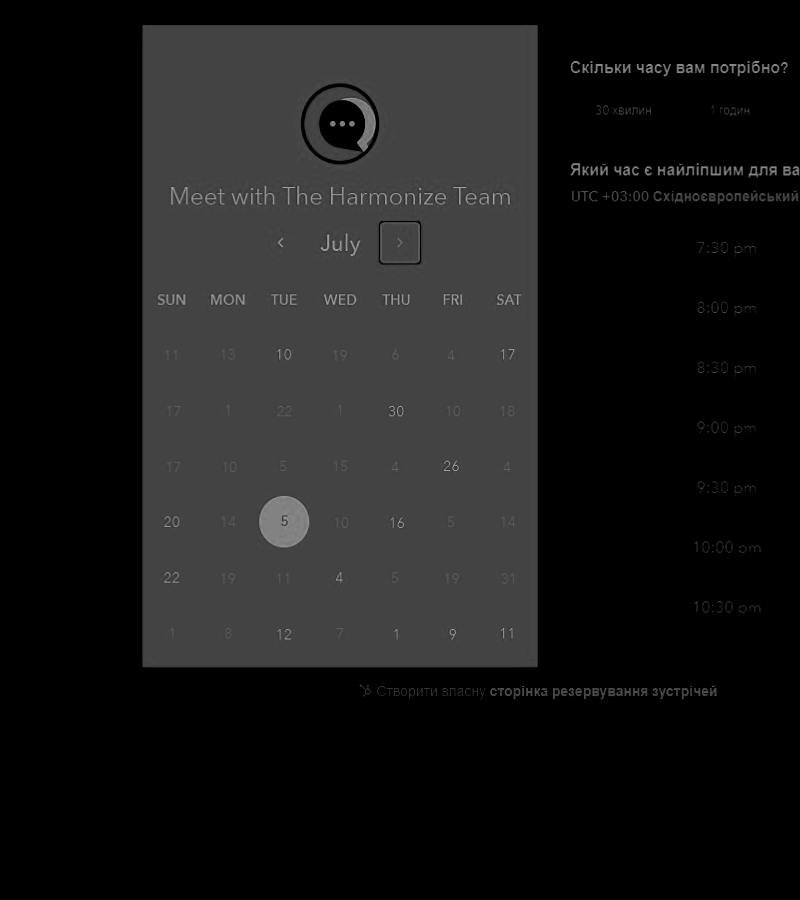 Meet with The Harmonize Team
July
SUN MON TUE WED THU FRI SAT
11 13 10 19 6 4 17
17 1 22 1 30 10 18
17 10 5 15 4 26 4
20 14 5 10 16 5 14
22 19 11 4 5 19 31
1 8 12 7 1 9 11
Скільки часу вам потрібно?
30 хвилин 1 годин
Який час є найліпшим для ва
UTC +03:00 Східноєвропейський
7:30 pm
8:00 pm
8:30 pm
9:00 pm
9:30 pm
10:00 pm
10:30 pm
Створити власну сторінка резервування зустрічей